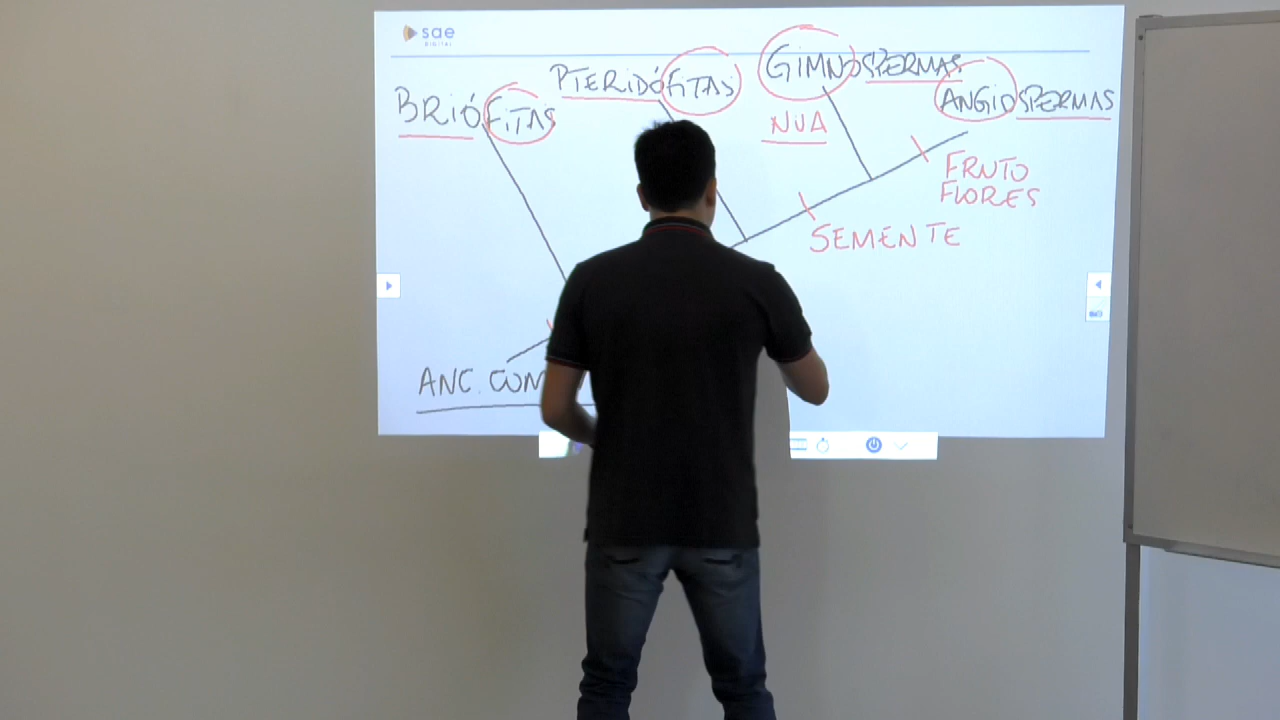 sae
DIGITAL
BRIÓFITAS
PTERIDÓFITAS
GIMNOSPERMAS
ANGIOSPERMAS
NUA
FRUTO
FLORES
SEMENTE
ANC. COM